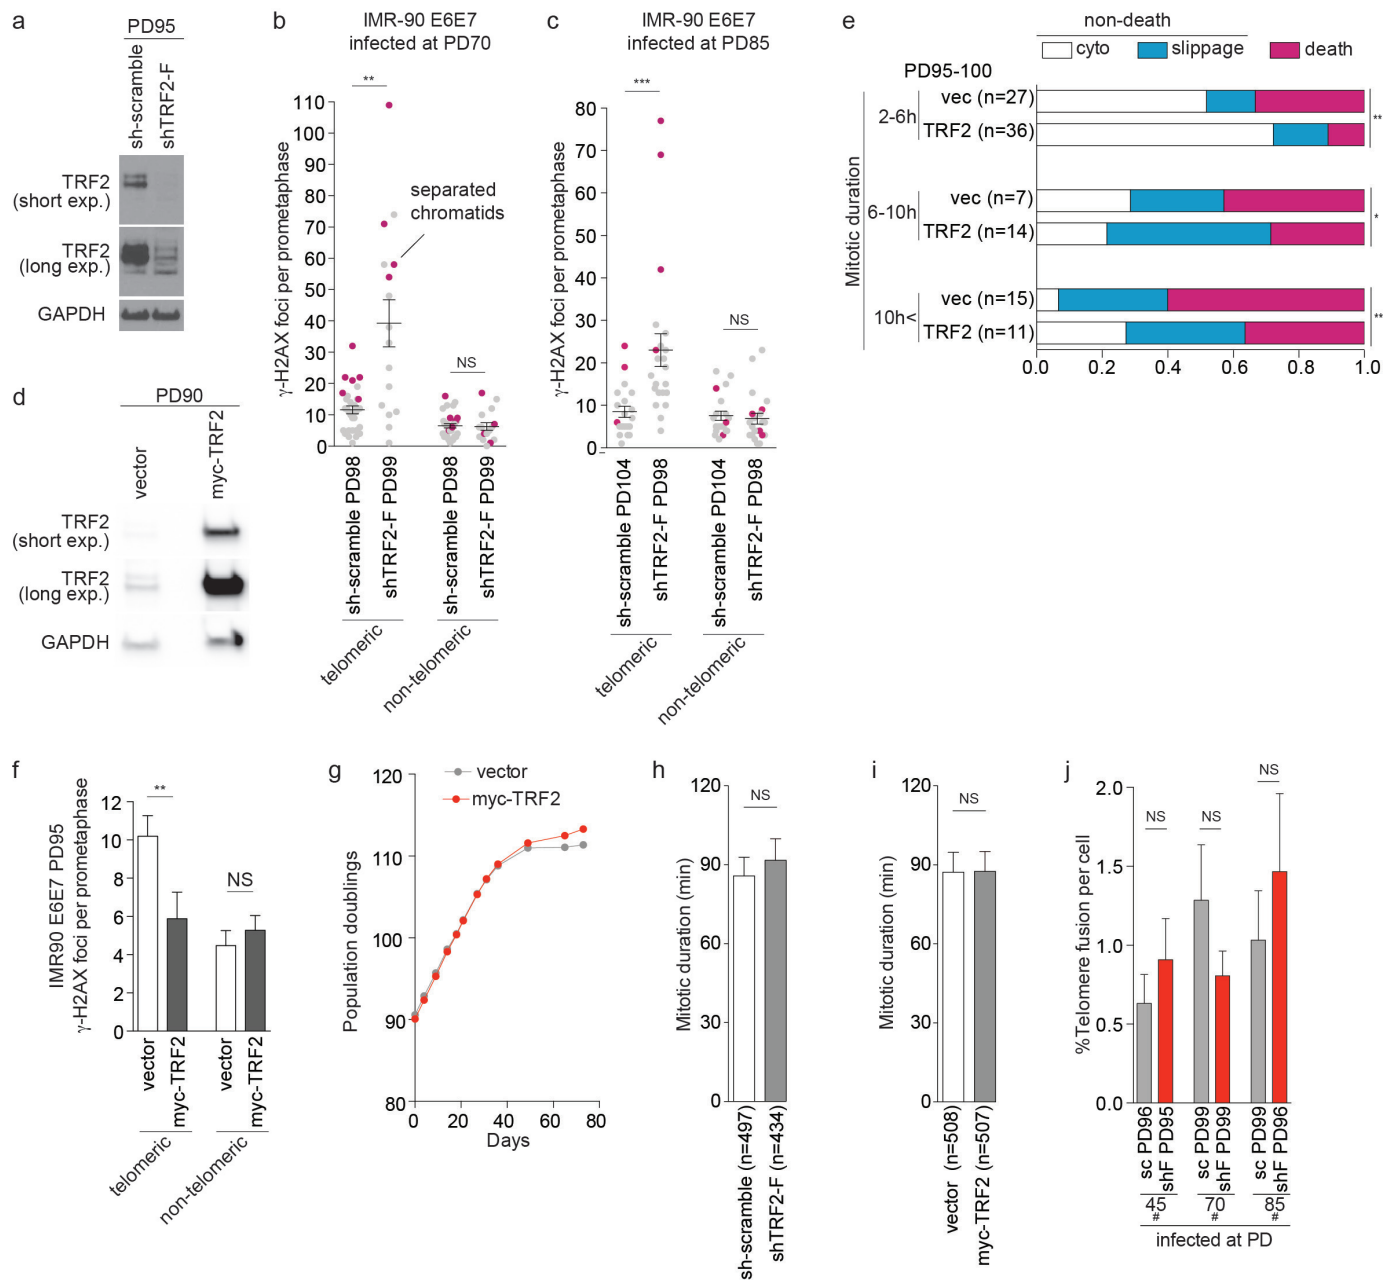 a
PD95
sh-scramble
shTRF2-F
TRF2
(short exp.)
TRF2
(long exp.)
GAPDH
b
IMR-90 E6E7
infected at PD70
γ-H2AX foci per prometaphase
110
100
90
80
70
60
50
40
30
20
10
0
**
separated
chromatids
NS
sh-scramble PD98
shTRF2-F PD99
sh-scramble PD98
shTRF2-F PD99
telomeric
non-telomeric
c
IMR-90 E6E7
infected at PD85
γ-H2AX foci per prometaphase
80
70
60
50
40
30
20
10
0
***
NS
sh-scramble PD104
shTRF2-F PD98
sh-scramble PD104
shTRF2-F PD98
telomeric
non-telomeric
e
non-death
cyto
slippage
death
PD95-100
Mitotic duration
2-6h
vec (n=27)
**
TRF2 (n=36)
6-10h
vec (n=7)
*
TRF2 (n=14)
10h<
vec (n=15)
**
TRF2 (n=11)
0.0 0.2 0.4 0.6 0.8 1.0
d
PD90
vector
myc-TRF2
TRF2
(short exp.)
TRF2
(long exp.)
GAPDH
f
IMR90 E6E7 PD95
γ-H2AX foci per prometaphase
12
10
8
6
4
2
0
**
NS
vector
myc-TRF2
vector
myc-TRF2
telomeric
non-telomeric
g
vector
myc-TRF2
Population doublings
120
110
100
90
80
0 20 40 60 80
Days
h
Mitotic duration (min)
120
90
60
30
0
NS
sh-scramble (n=497)
shTRF2-F (n=434)
i
Mitotic duration (min)
120
90
60
30
0
NS
vector (n=508)
myc-TRF2 (n=507)
j
%Telomere fusion per cell
2.0
1.5
1.0
0.5
0.0
NS
NS
NS
sc PD96
shF PD95
sc PD99
shF PD99
sc PD99
shF PD96
45 70 85
# # #
infected at PD